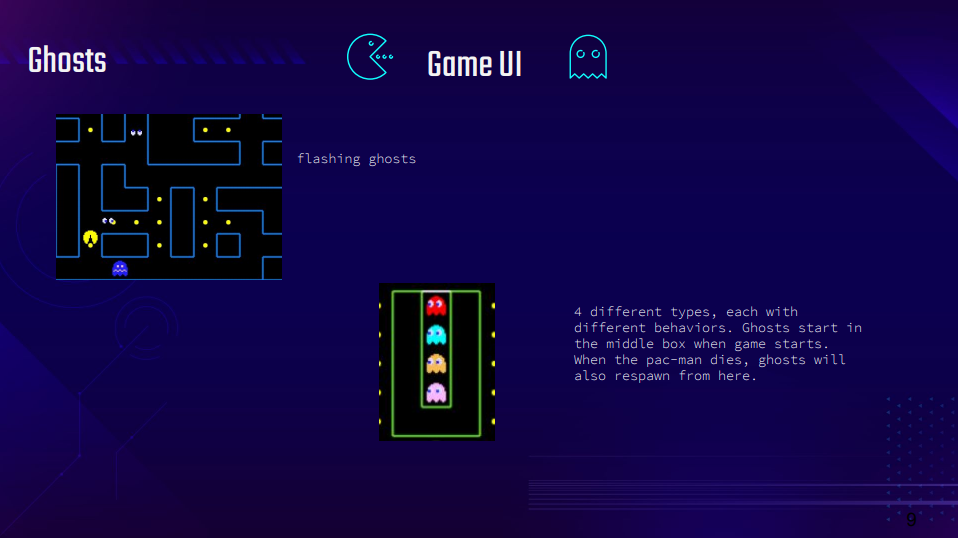 Ghosts
Game UI
flashing ghosts
4 different types, each with
different behaviors. Ghosts start in
the middle box when game starts.
When the pac-man dies, ghosts will
also respawn from here.
9